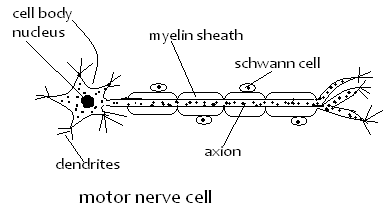 cell body
nucleus
myelin sheath
schwann cell
axion
dendrites
motor nerve cell